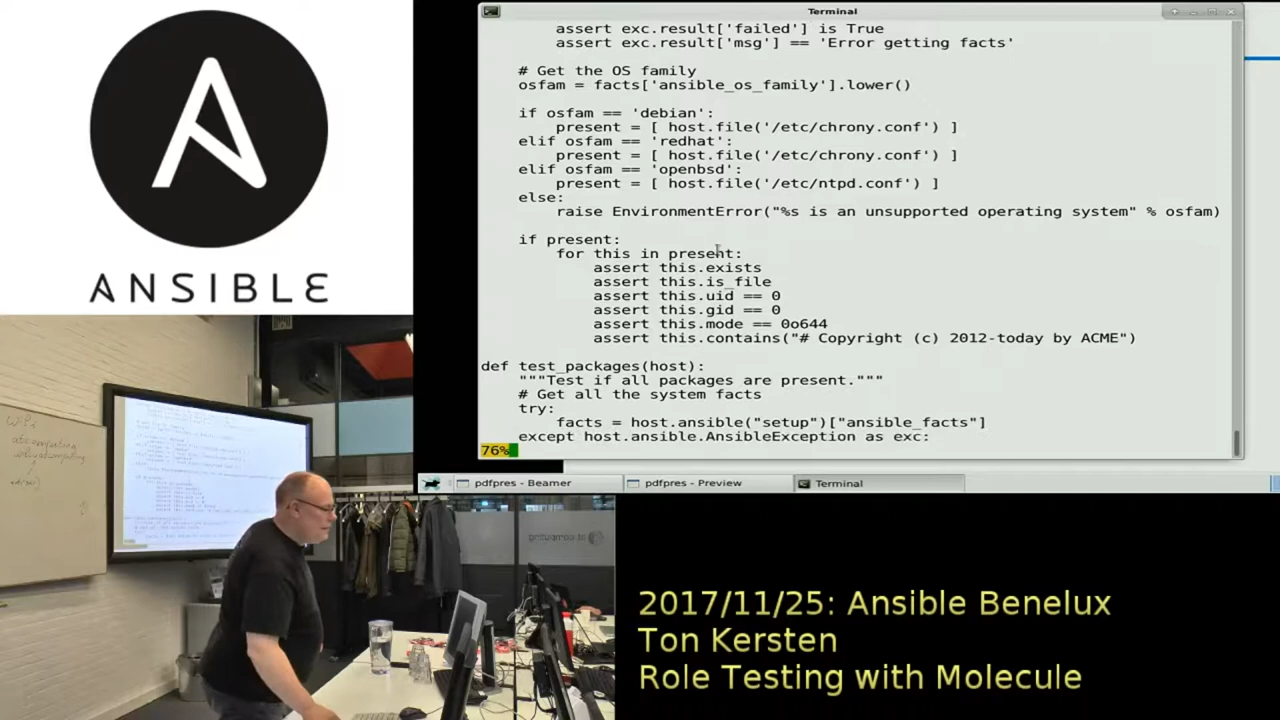 ANSIBLE
Terminal
assert exc.result['failed'] is True
assert exc.result['msg'] == 'Error getting facts'
# Get the OS family
osfam = facts['ansible_os_family'].lower()
if osfam == 'debian':
present = [ host.file('/etc/chrony.conf') ]
elif osfam == 'redhat':
present = [ host.file('/etc/chrony.conf') ]
elif osfam == 'openbsd':
present = [ host.file('/etc/ntpd.conf') ]
else:
raise EnvironmentError("%s is an unsupported operating system" % osfam)
if present:
for this in present:
assert this.exists
assert this.is_file
assert this.uid == 0
assert this.gid == 0
assert this.mode == 0o644
assert this.contains("# Copyright (c) 2012-today by ACME")
def test_packages(host):
"""Test if all packages are present."""
# Get all the system facts
try:
facts = host.ansible("setup")["ansible_facts"]
except host.ansible.AnsibleException as exc:
76%
pdfpres - Beamer
pdfpres - Preview
Terminal
2017/11/25: Ansible Benelux
Ton Kersten
Role Testing with Molecule